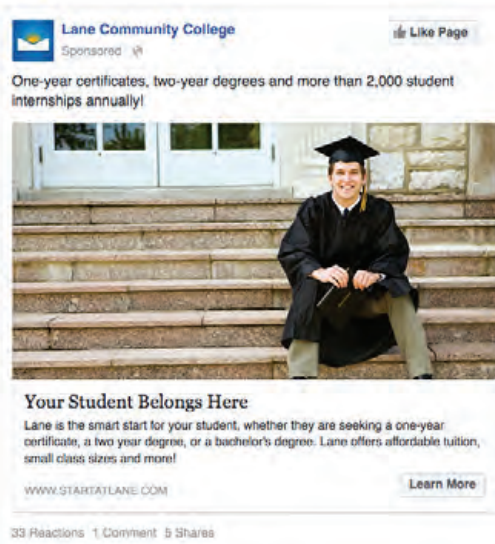 Lane Community College
Like Page
Sponsored
One-year certificates, two-year degrees and more than 2,000 student
internships annually!
Your Student Belongs Here
Lane is the smart start for your student, whether they are seeking a one-year
certificate, a two year degree, or a bachelor's degree. Lane offers affordable tuition,
small class sizes and more!
WWW.STARTATLANE.COM
Learn More
33 Reactions 1 Comment 5 Shares